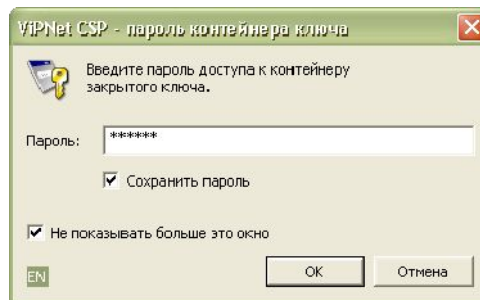 ViPNet CSP - пароль контейнера ключа
Введите пароль доступа к контейнеру
закрытого ключа.
Пароль: ******
Сохранить пароль
Не показывать больше это окно
EN OK Отмена